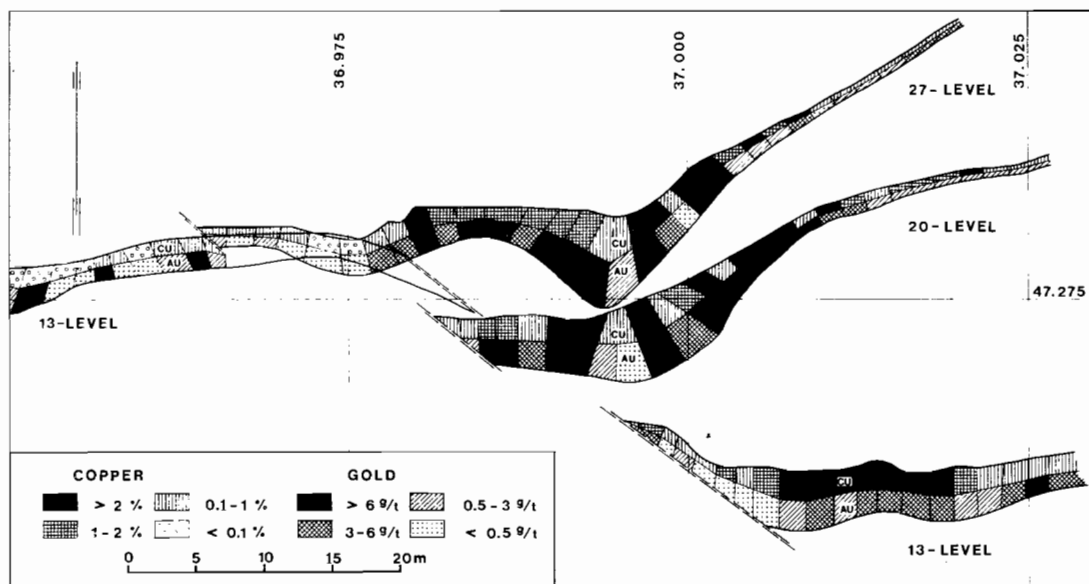 36.975
37.000
37.025
27- LEVEL
20- LEVEL
CU
AU
CU
AU
47.275
13-LEVEL
CU
AU
CU
AU
13-LEVEL
COPPER GOLD
> 2 % 0.1-1 % > 6 g/t 0.5-3 g/t
1-2 % < 0.1 % 3-6 g/t < 0.5 g/t
0 5 10 15 20m